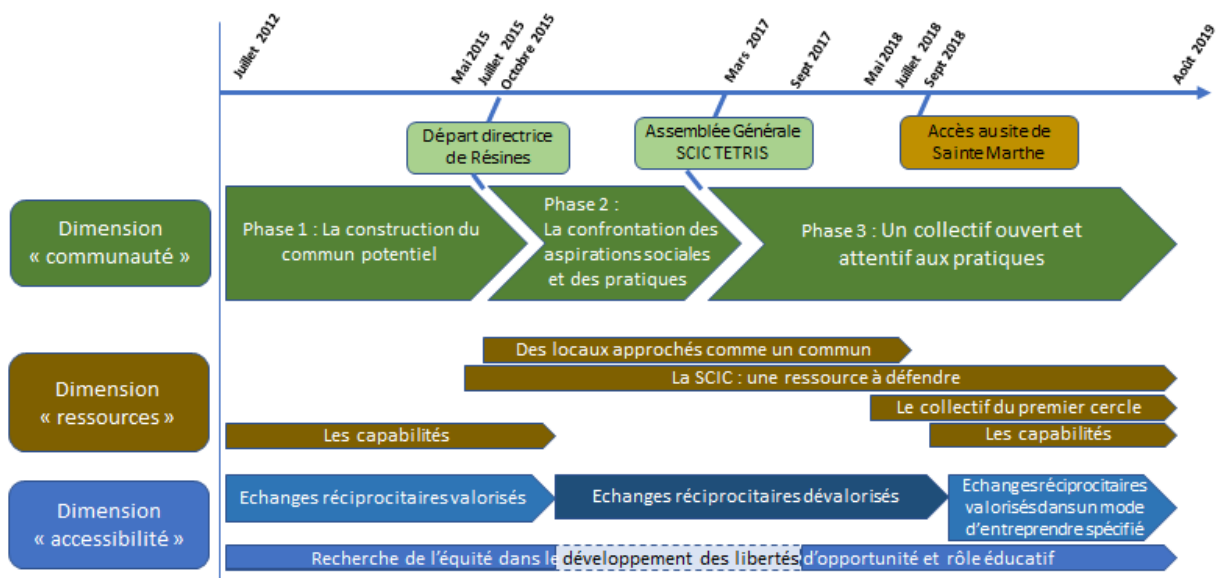 Juillet 2012
Mai 2015
Juillet 2015
Octobre 2015
Mars 2017
Sept 2017
Mai 2018
Juillet 2018
Sept 2018
Août 2019
Départ directrice
de Résines
Assemblée Générale
SCIC TETRIS
Accès au site de
Sainte Marthe
Dimension
« communauté »
Phase 1 : La construction du
commun potentiel
Phase 2 :
La confrontation des
aspirations sociales
et des pratiques
Phase 3 : Un collectif ouvert et
attentif aux pratiques
Dimension
« ressources »
Des locaux approchés comme un commun
La SCIC : une ressource à défendre
Le collectif du premier cercle
Les capabilités
Les capabilités
Dimension
« accessibilité »
Echanges réciprocitaires valorisés
Echanges réciprocitaires dévalorisés
Echanges réciprocitaires
valorisés dans un mode
d'entreprendre spécifié
Recherche de l'équité dans le développement des libertés d'opportunité et rôle éducatif